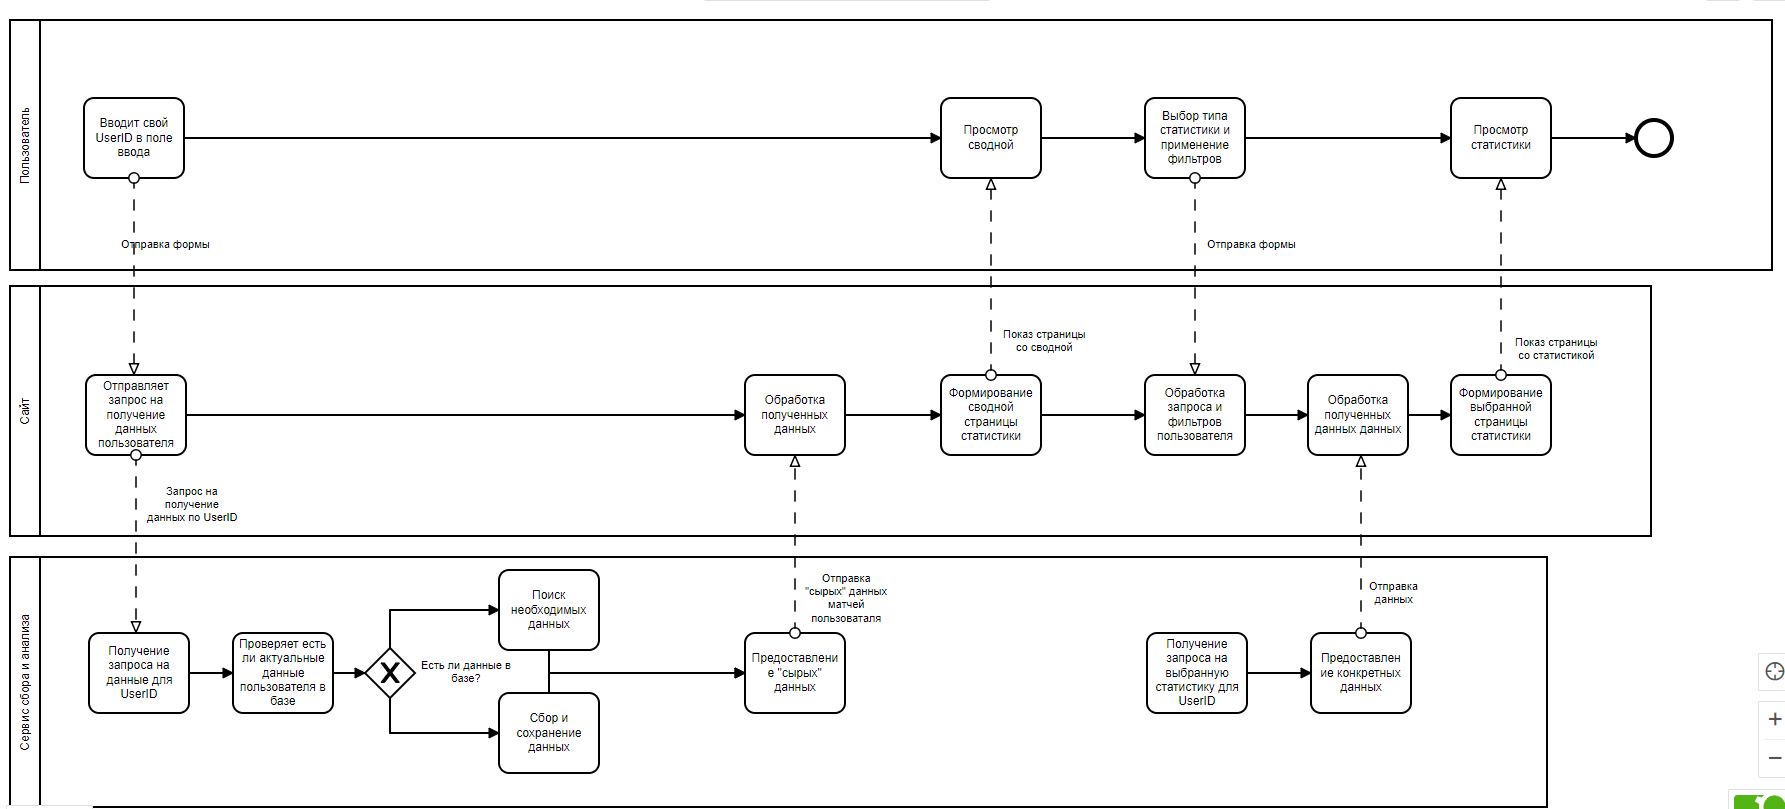 Пользователь
Вводит свой
UserID в поле
ввода
Просмотр
сводной
Выбор типа
статистики и
применение
фильтров
Просмотр
статистики
Отправка формы
Отправка формы
Сайт
Показ страницы
со сводной
Показ страницы
со статистикой
Отправляет
запрос на
получение
данных
пользователя
Обработка
полученных
данных
Формирование
сводной
страницы
статистики
Обработка
запроса и
фильтров
пользователя
Обработка
полученных
данных данных
Формирование
выбранной
страницы
статистики
Запрос на
получение
данных по UserID
Сервис сбора и анализа
Отправка
"сырых" данных
матчей
пользоваталя
Отправка
данных
Получение
запроса на
данные для
UserID
Проверяет есть
ли актуальные
данные
пользователя в
базе
X
Есть ли данные в
базе?
Поиск
необходимых
данных
Сбор и
сохранение
данных
Предоставлени
е "сырых"
данных
Получение
запроса на
выбранную
статистику для
UserID
Предоставлен
ие конкретных
данных